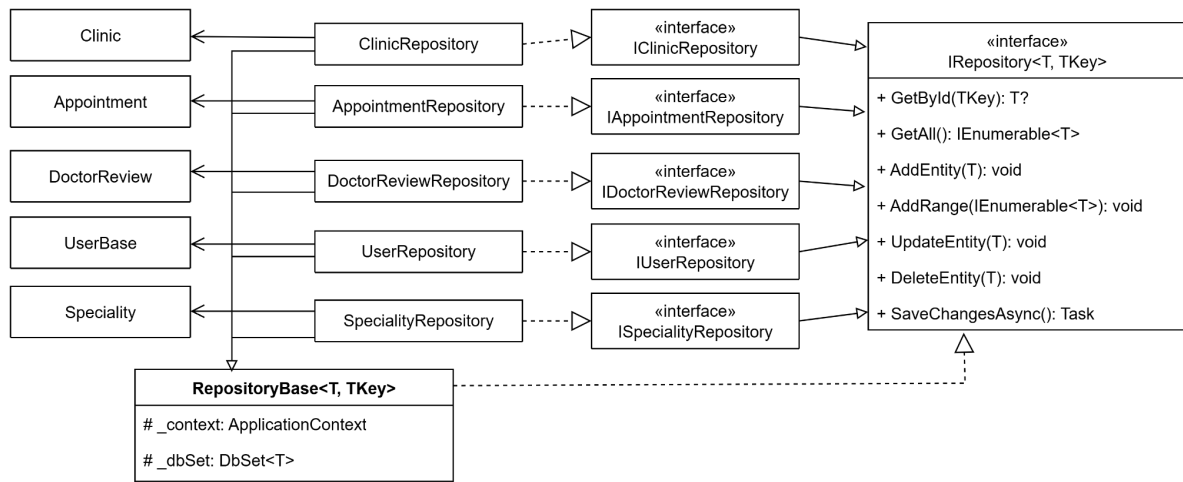 Clinic
ClinicRepository
«interface»
IClinicRepository
«interface»
IRepository<T, TKey>
Appointment
AppointmentRepository
«interface»
IAppointmentRepository
+ GetById(TKey): T?
+ GetAll(): IEnumerable<T>
DoctorReview
DoctorReviewRepository
«interface»
IDoctorReviewRepository
+ AddEntity(T): void
+ AddRange(IEnumerable<T>): void
UserBase
UserRepository
«interface»
IUserRepository
+ UpdateEntity(T): void
+ DeleteEntity(T): void
Speciality
SpecialityRepository
«interface»
ISpecialityRepository
+ SaveChangesAsync(): Task
RepositoryBase<T, TKey>
# _context: ApplicationContext
# _dbSet: DbSet<T>